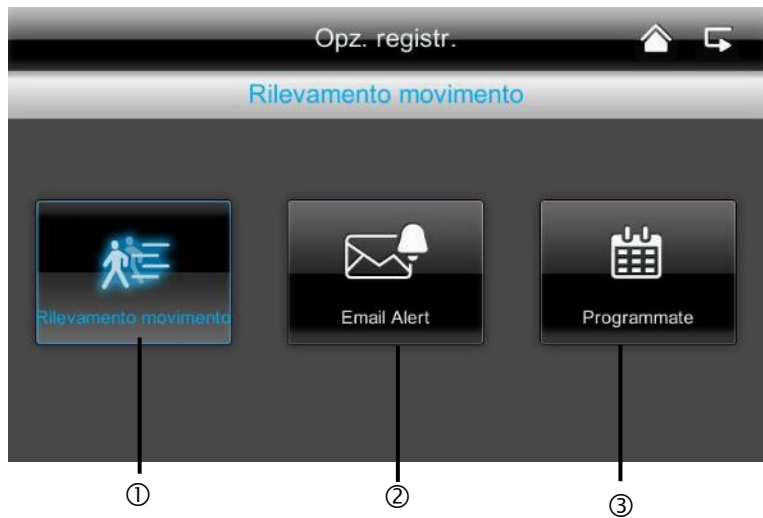 Opz. registr.
Rilevamento movimento
Rilevamento movimento
Email Alert
Programmate
① ② ③